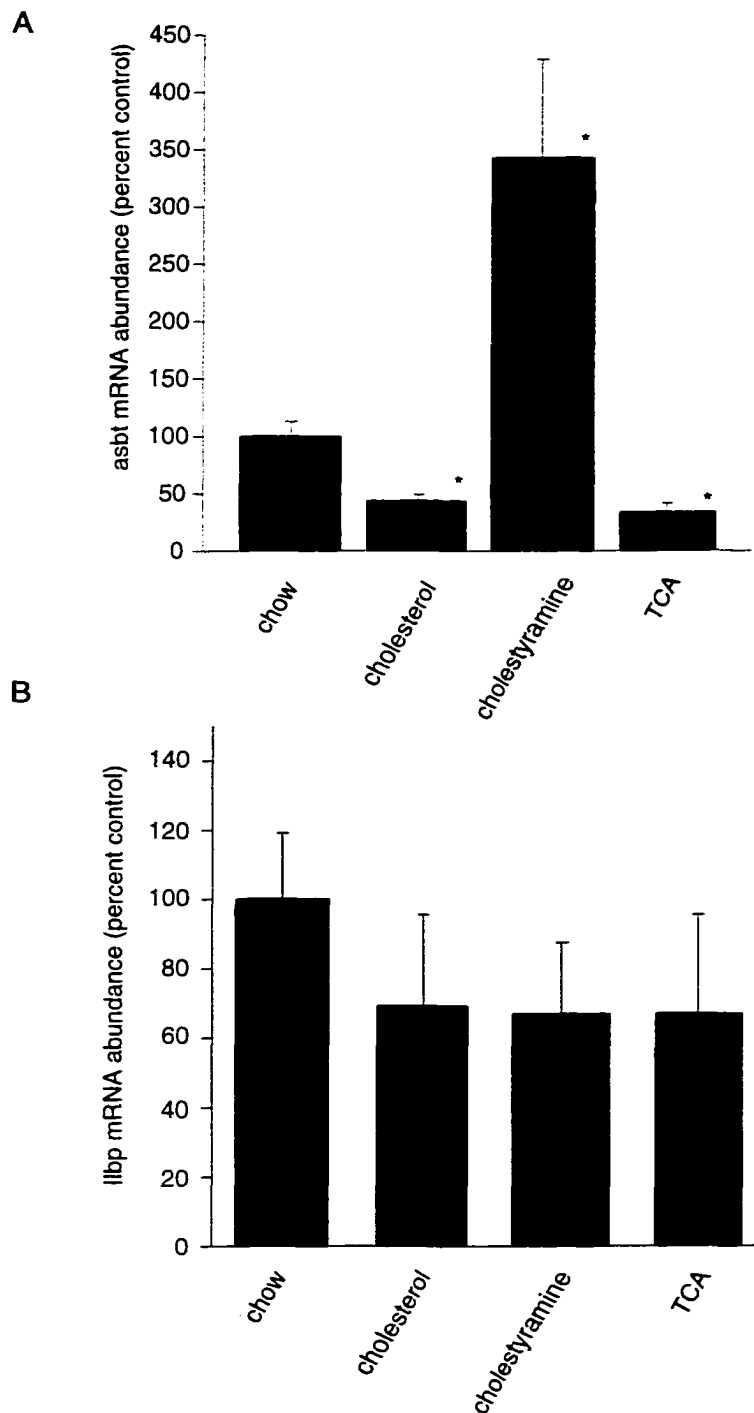 A
asbt mRNA abundance (percent control)
450
400
350
300
250
200
150
100
50
0
*
*
*
chow
cholesterol
cholestyramine
TCA
B
Ilbp mRNA abundance (percent control)
140
120
100
80
60
40
20
0
chow
cholesterol
cholestyramine
TCA